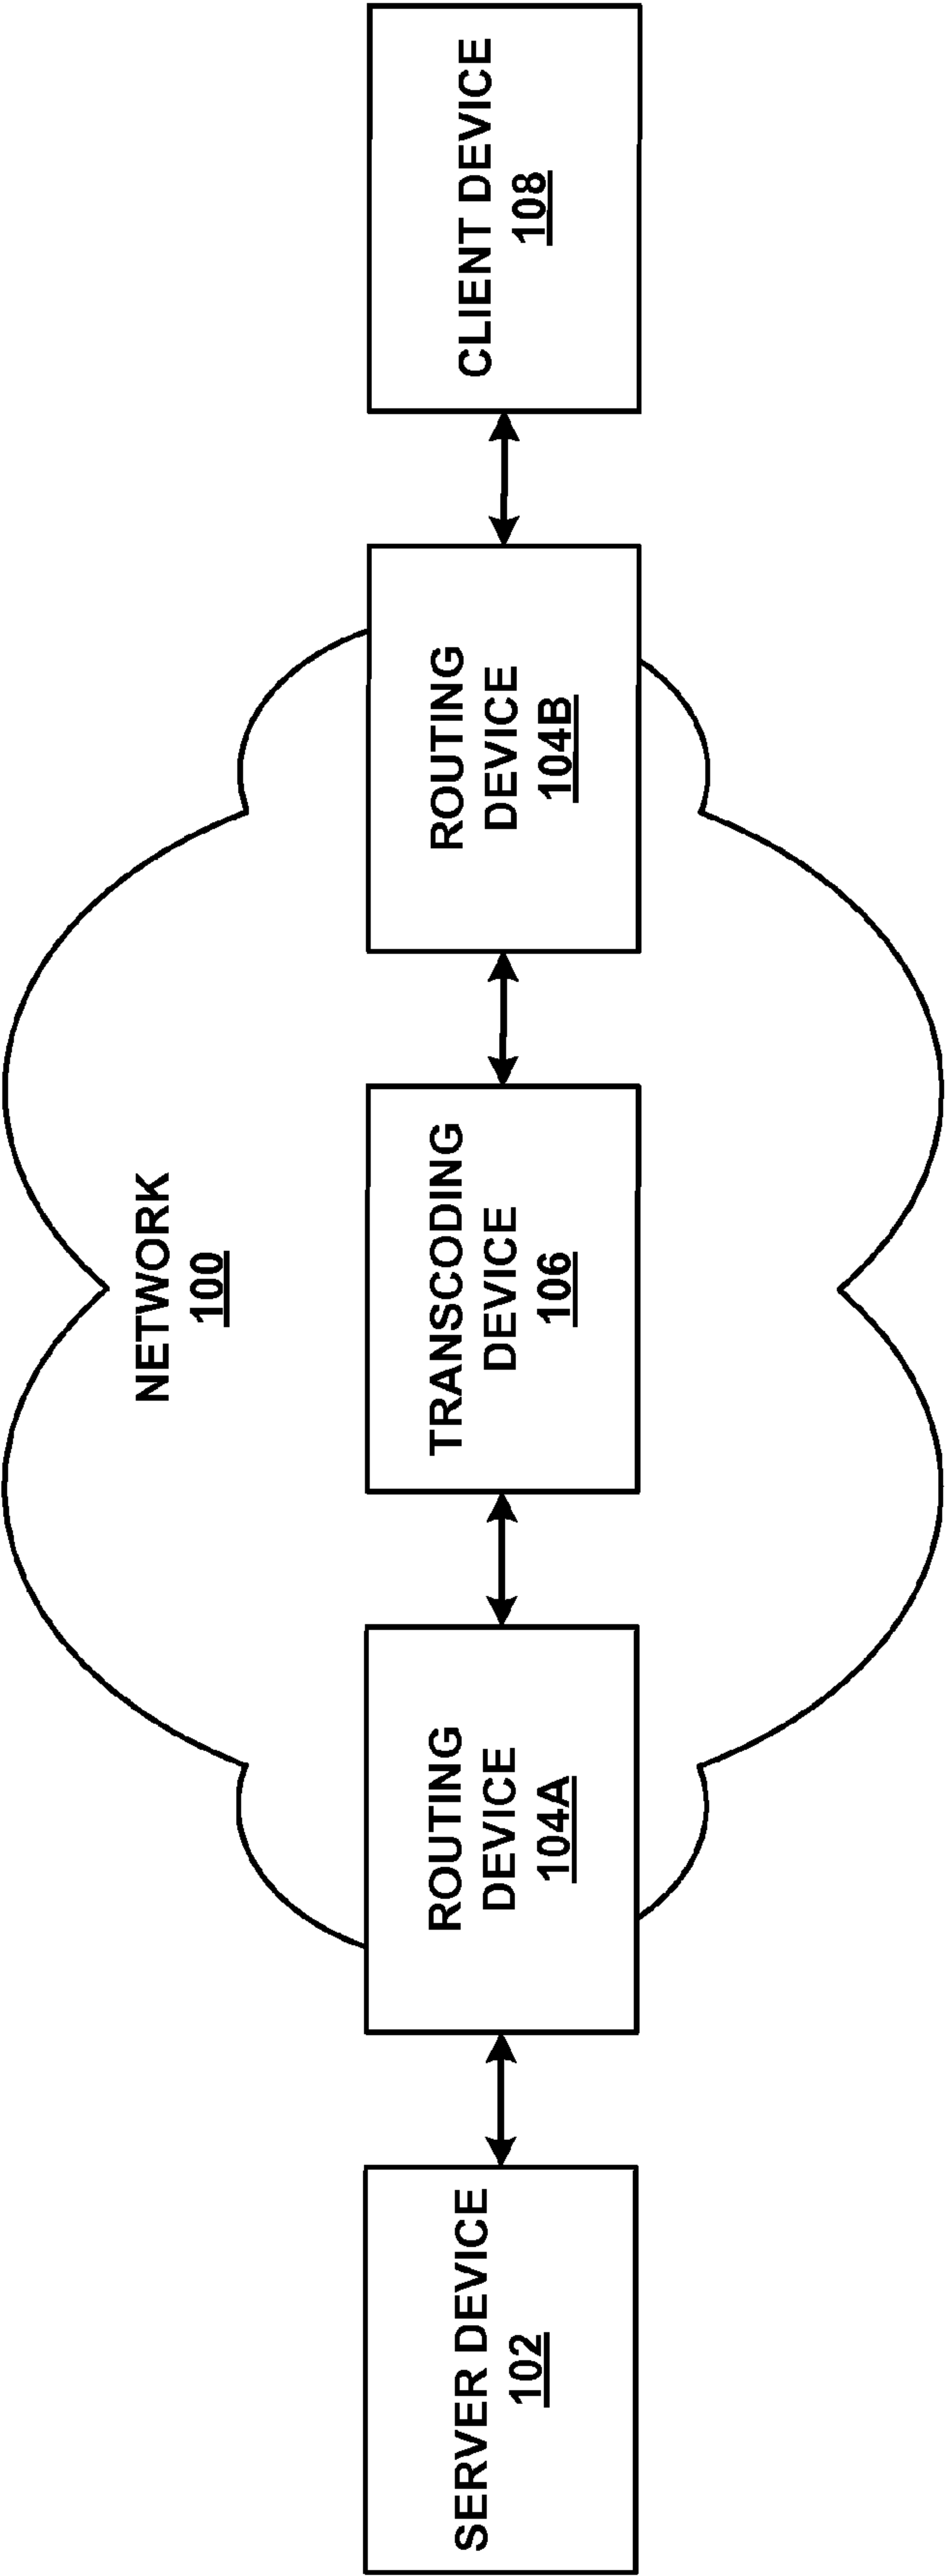 NETWORK
100
SERVER DEVICE
102
ROUTING
DEVICE
104A
TRANSCODING
DEVICE
106
ROUTING
DEVICE
104B
CLIENT DEVICE
108